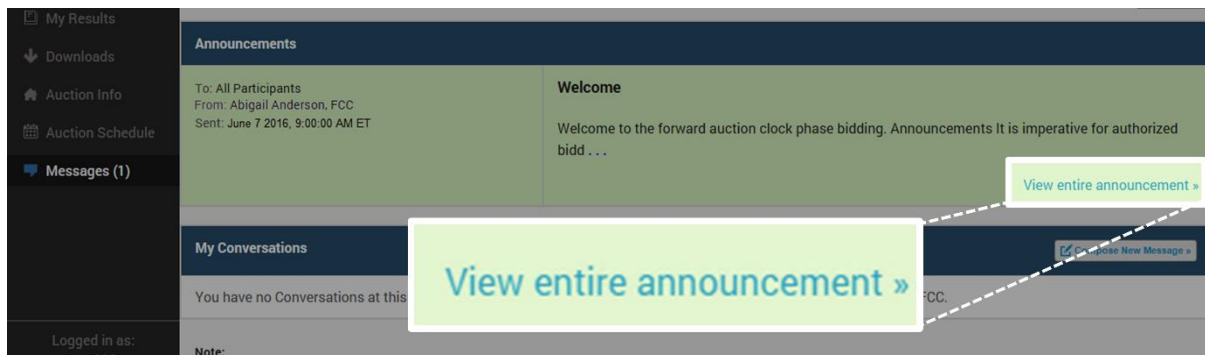 My Results
Downloads
Auction Info
Auction Schedule
Messages (1)
Logged in as:
Announcements
To: All Participants
From: Abigail Anderson, FCC
Sent: June 7 2016, 9:00:00 AM ET
Welcome
Welcome to the forward auction clock phase bidding. Announcements It is imperative for authorized
bidd . . .
View entire announcement »
My Conversations
Compose New Message »
View entire announcement »
You have no Conversations at this
FCC.
Note: